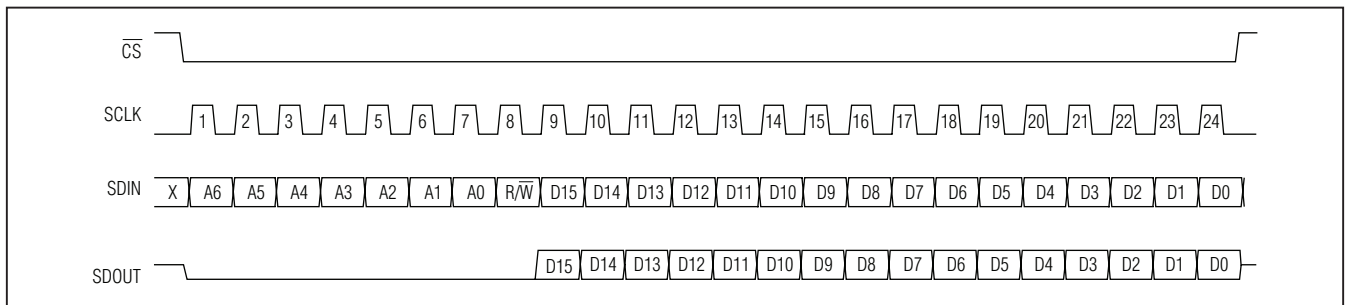 C̅S̅
SCLK 1 2 3 4 5 6 7 8 9 10 11 12 13 14 15 16 17 18 19 20 21 22 23 24
SDIN X A6 A5 A4 A3 A2 A1 A0 R/W̅ D15 D14 D13 D12 D11 D10 D9 D8 D7 D6 D5 D4 D3 D2 D1 D0
SDOUT D15 D14 D13 D12 D11 D10 D9 D8 D7 D6 D5 D4 D3 D2 D1 D0